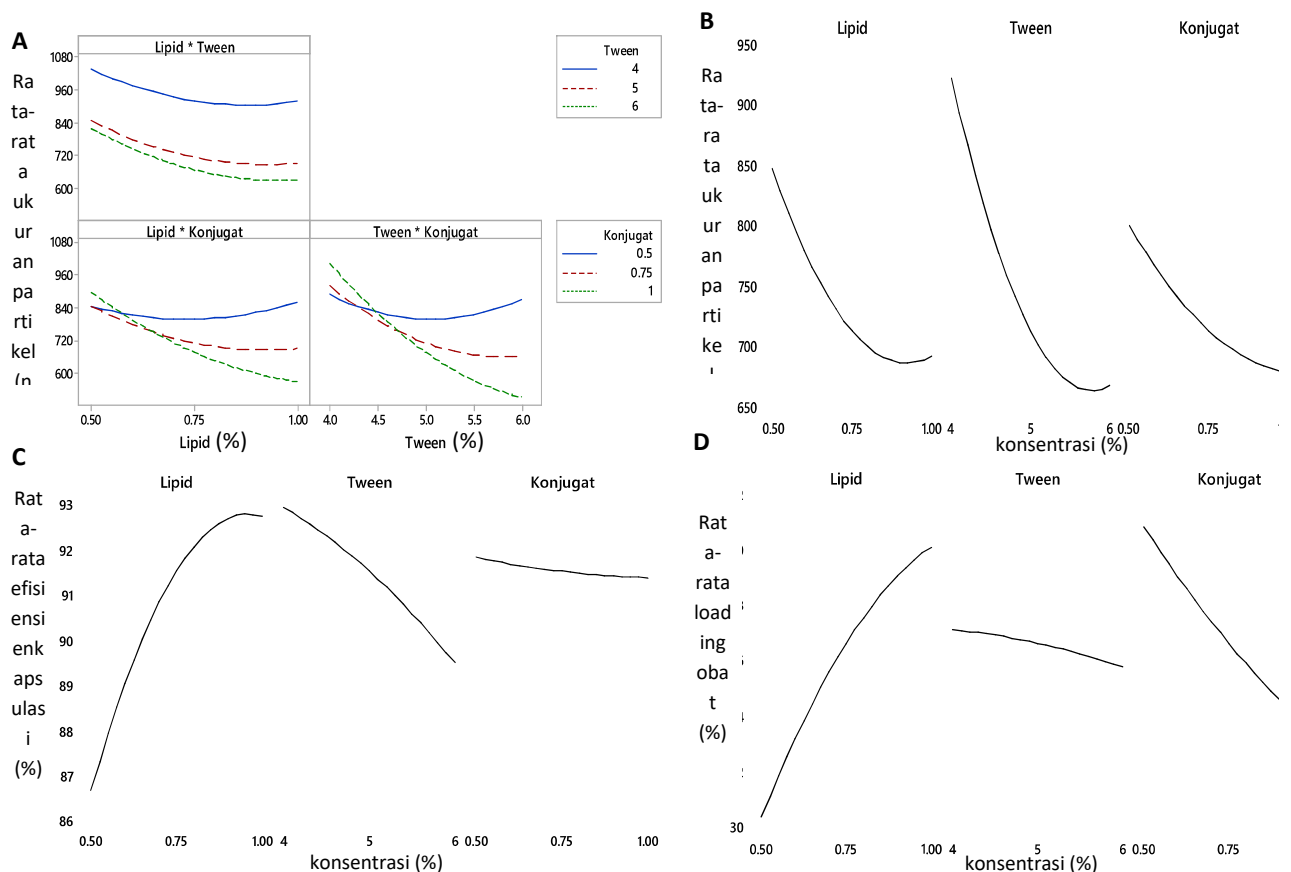 A
Lipid * Tween
1080
960
840
720
600
Ra
ta-
rat
a
uk
ur
an
pa
rti
kel
(n
Tween
4
5
6
Lipid * Konjugat
Tween * Konjugat
1080
960
840
720
600
Konjugat
0.5
0.75
1
0.50 0.75 1.00 4.0 4.5 5.0 5.5 6.0
Lipid (%) Tween (%)
B
Lipid Tween Konjugat
950
900
850
800
750
700
650
Ra
ta-
ra
ta
uk
ur
an
pa
rti
ke
0.50 0.75 1.00 4 5 6 0.50 0.75
konsentrasi (%)
C
Lipid Tween Konjugat
93
92
91
90
89
88
87
86
Rat
a-
rata
efisi
ensi
enk
aps
ulas
i
(%)
0.50 0.75 1.00 4 5 6 0.50 0.75 1.00
konsentrasi (%)
D
Lipid Tween Konjugat
Rat
a-
rata
load
ing
oba
t
(%)
30
0.50 0.75 1.00 4 5 6 0.50 0.75
konsentrasi (%)